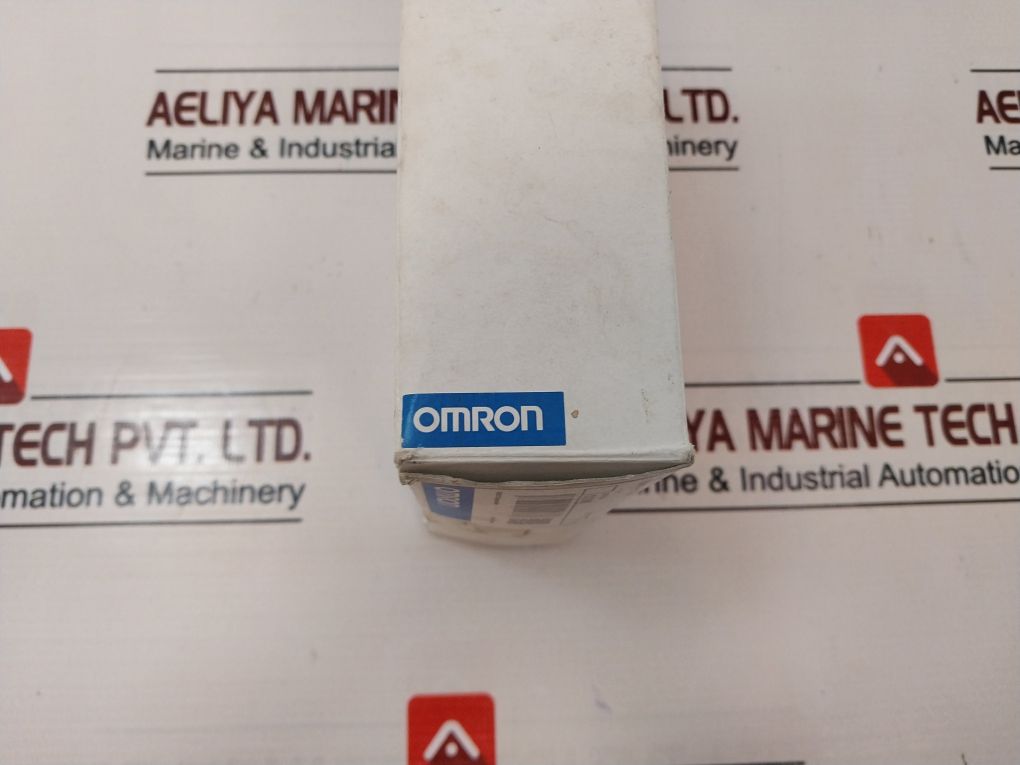 AELIYA MARIN
LTD.
AE
Marine & Industria
hinery
Ma
OMRON
TECH PVT. LTD.
YA MARINE TECH
mation & Machinery
ne & Industrial Automation